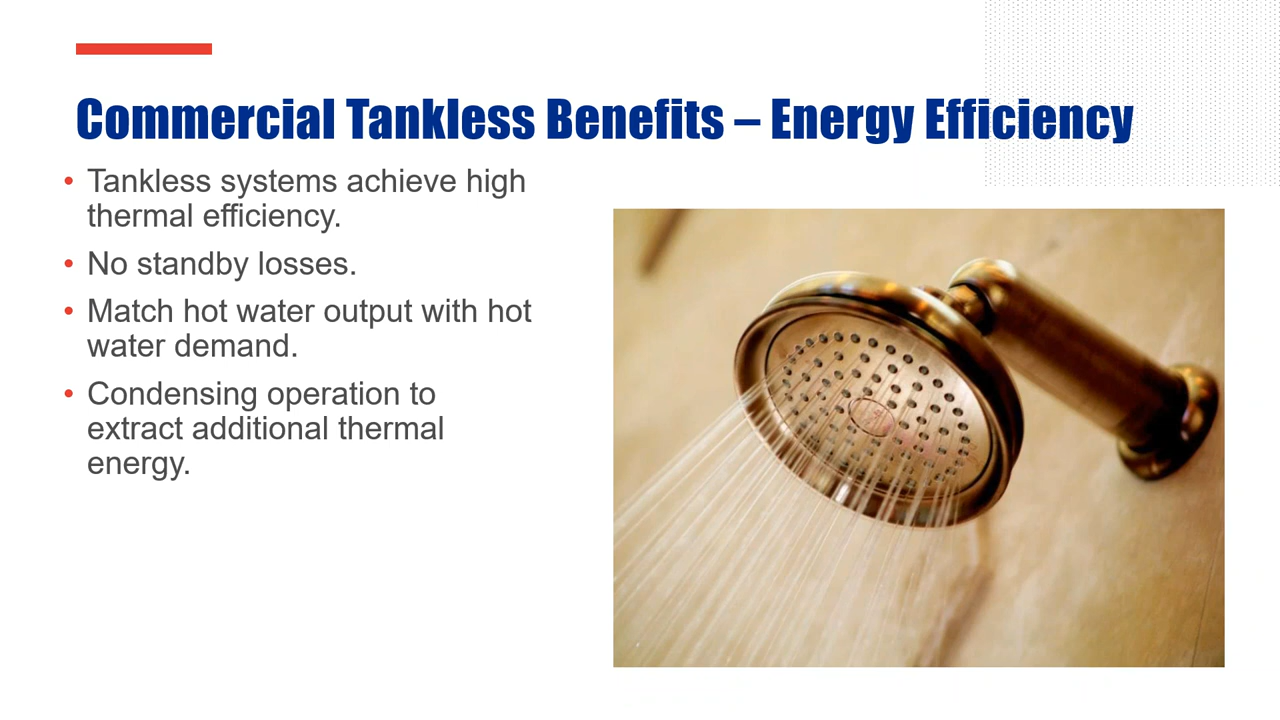 Commercial Tankless Benefits – Energy Efficiency
• Tankless systems achieve high
thermal efficiency.
• No standby losses.
• Match hot water output with hot
water demand.
• Condensing operation to
extract additional thermal
energy.